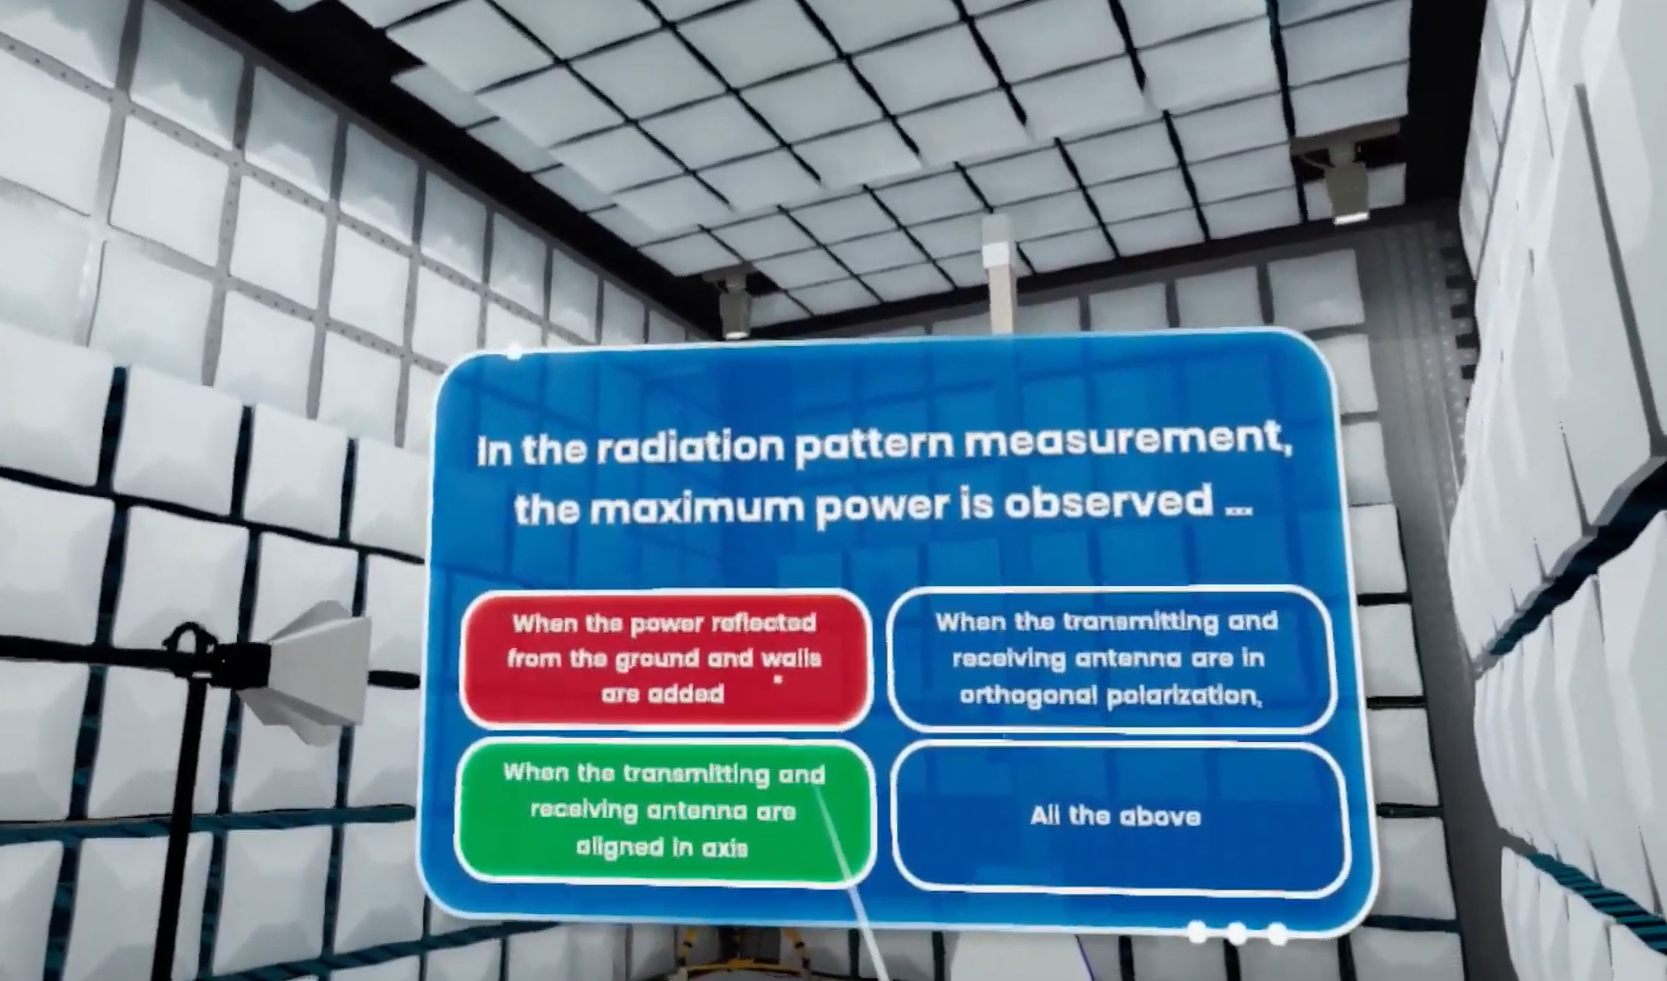 In the radiation pattern measurement,
the maximum power is observed ...
When the power reflected
from the ground and walls
are added
When the transmitting and
receiving antenna are in
orthogonal polarization,
When the transmitting and
receiving antenna are
aligned in axis
All the above